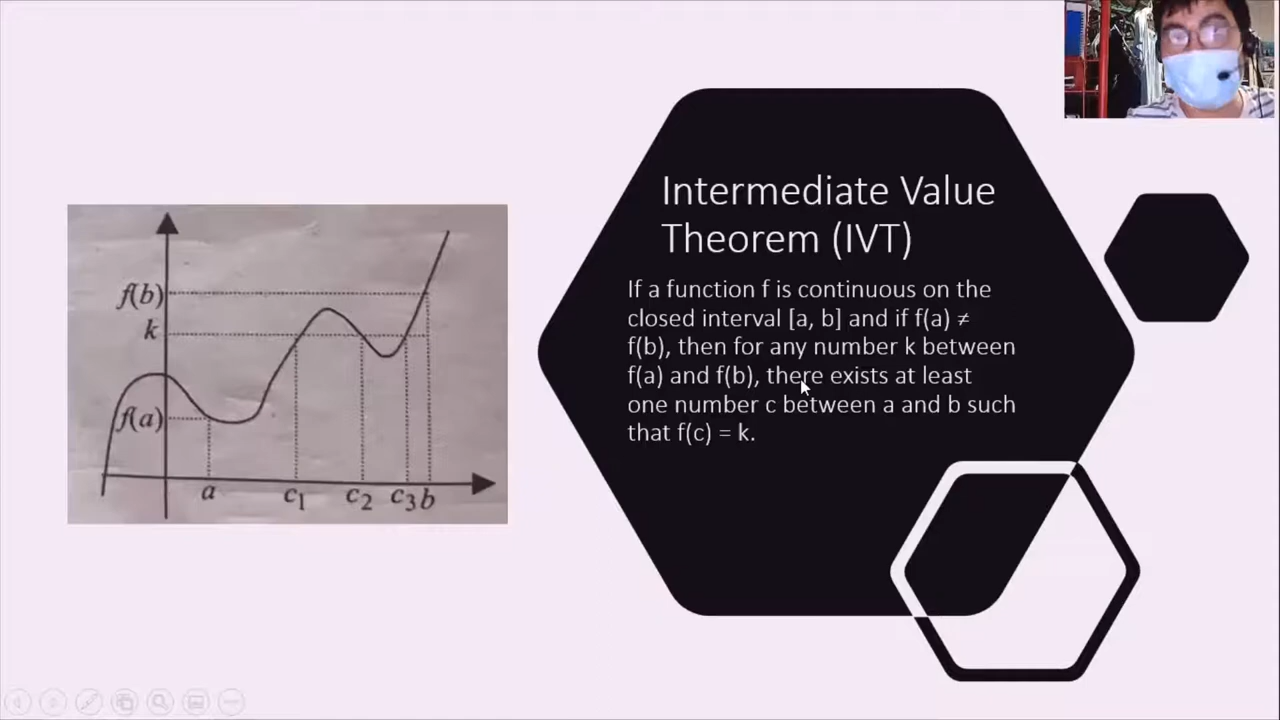 Intermediate Value
Theorem (IVT)
If a function f is continuous on the
closed interval [a, b] and if f(a) ≠
f(b), then for any number k between
f(a) and f(b), there exists at least
one number c between a and b such
that f(c) = k.
f(b)
k
f(a)
a c₁ c₂ c₃ b